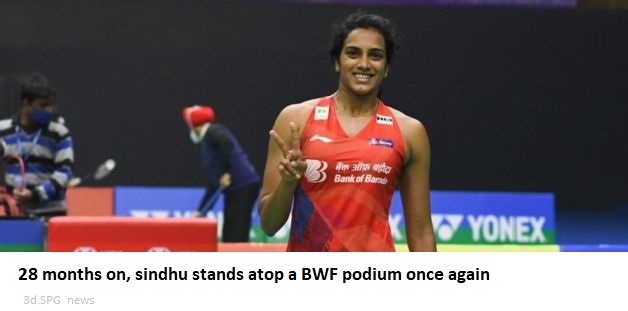 बैंक ऑफ़ बड़ौदा
Bank of Baroda
YONEX
28 months on, sindhu stands atop a BWF podium once again
3d.SPG news